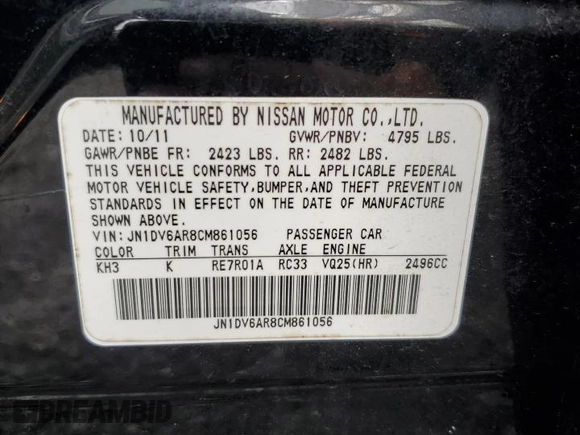 MANUFACTURED BY NISSAN MOTOR CO.,LTD.
DATE: 10/11 GVWR/PNBV: 4795 LBS.
GAWR/PNBE FR: 2423 LBS. RR: 2482 LBS.
THIS VEHICLE CONFORMS TO ALL APPLICABLE FEDERAL
MOTOR VEHICLE SAFETY,BUMPER,AND THEFT PREVENTION
STANDARDS IN EFFECT ON THE DATE OF MANUFACTURE
SHOWN ABOVE.
VIN:JN1DV6AR8CM861056 PASSENGER CAR
COLOR TRIM TRANS AXLE ENGINE
KH3 K RE7R01A RC33 VQ25(HR) 2496CC
JN1DV6AR8CM861056
DREAMBID